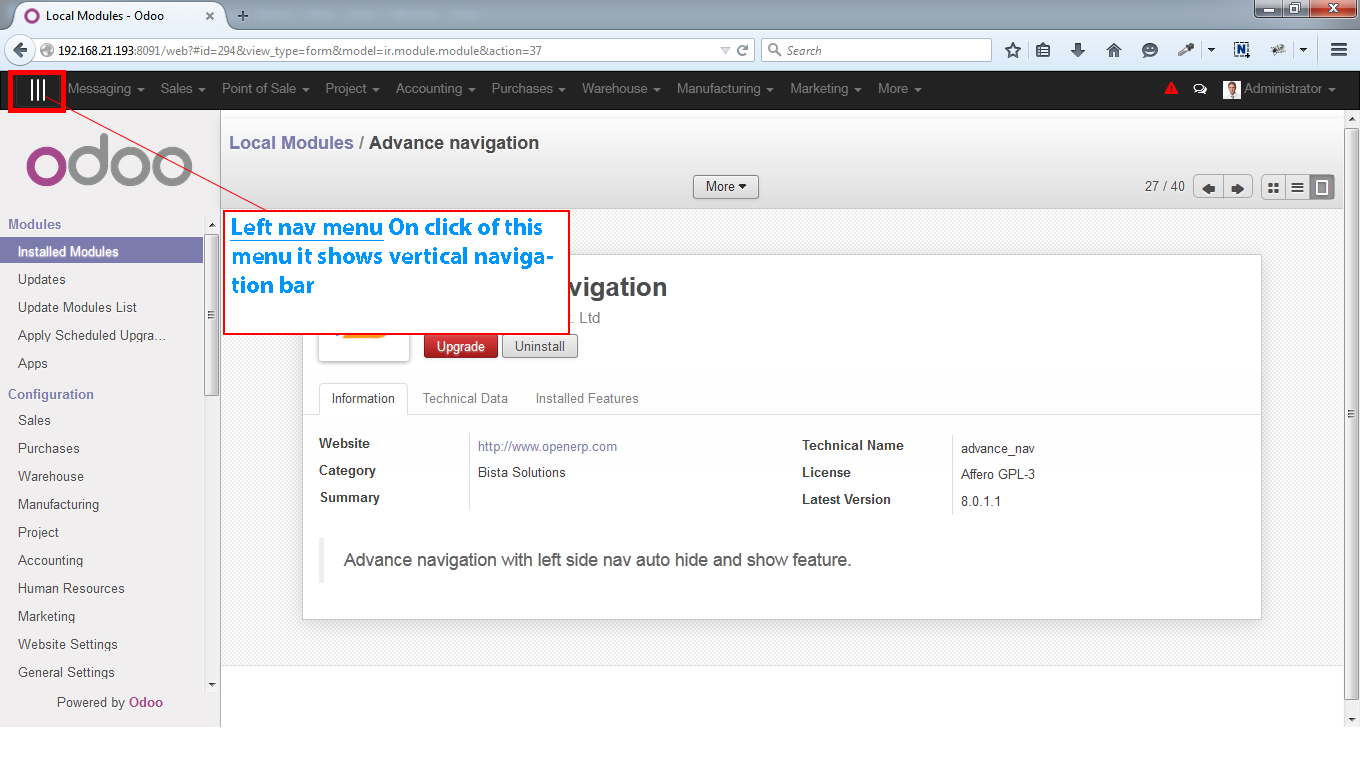 Local Modules - Odoo
192.168.21.193:8091/web?#id=294&view_type=form&model=ir.module.module&action=37
Search
Messaging Sales Point of Sale Project Accounting Purchases Warehouse Manufacturing Marketing More Administrator
odoo
Local Modules / Advance navigation
More
27 / 40
Left nav menu On click of this
menu it shows vertical naviga-
tion bar
vigation
. Ltd
Upgrade Uninstall
Modules
Installed Modules
Updates
Update Modules List
Apply Scheduled Upgra...
Apps
Configuration
Sales
Purchases
Warehouse
Manufacturing
Project
Accounting
Human Resources
Marketing
Website Settings
General Settings
Powered by Odoo
Information Technical Data Installed Features
Website http://www.openerp.com
Category Bista Solutions
Summary
Technical Name advance_nav
License Affero GPL-3
Latest Version 8.0.1.1
Advance navigation with left side nav auto hide and show feature.